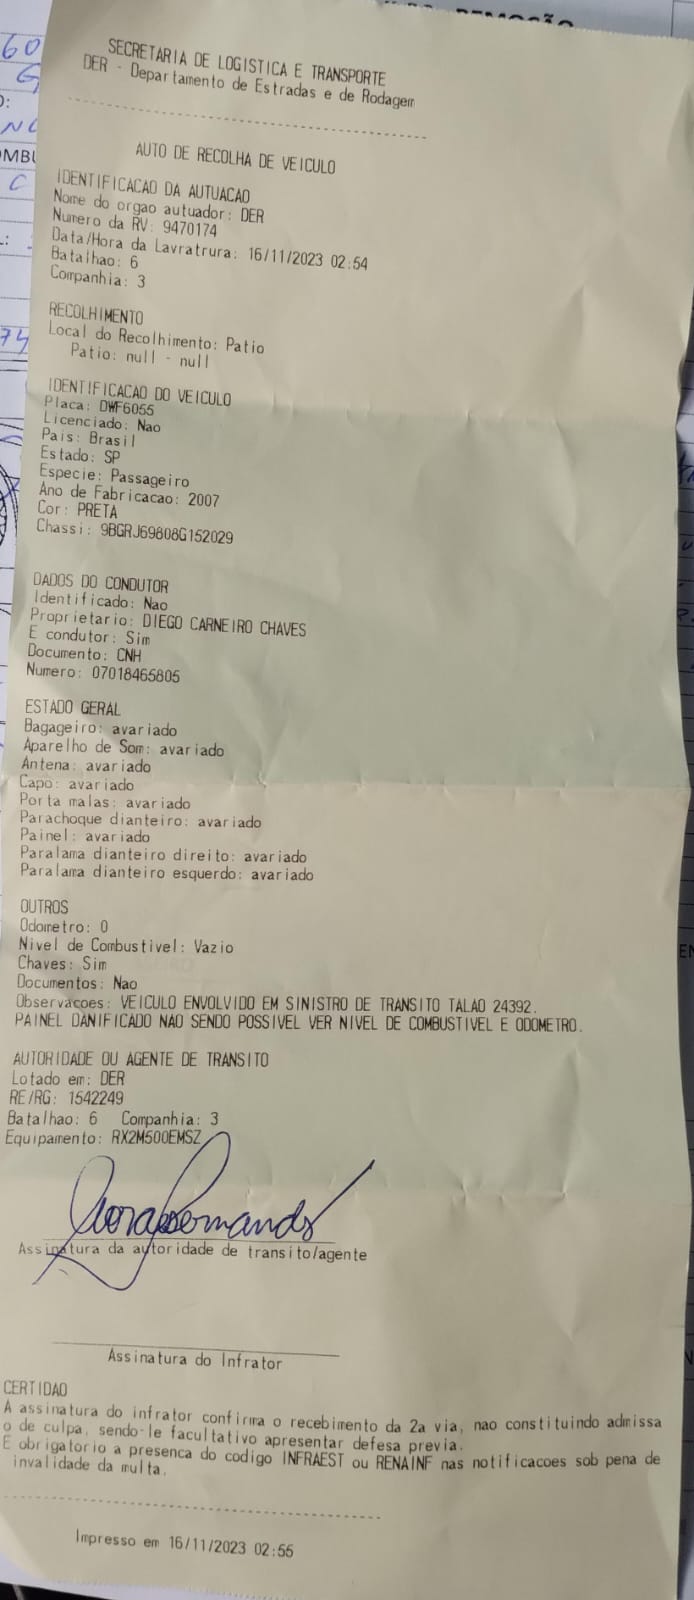 SECRETARIA DE LOGISTICA E TRANSPORTE
DER - Departamento de Estradas e de Rodagem
AUTO DE RECOLHA DE VEICULO
IDENTIFICACAO DA AUTUACAO
Nome do orgao autuador: DER
Numero da RV: 9470174
Data/Hora da Lavratrura: 16/11/2023 02:54
Batalhao: 6
Companhia: 3
RECOLHIMENTO
Local do Recolhimento: Patio
Patio: null - null
IDENTIFICACAO DO VEICULO
Placa: DWF6055
Licenciado: Nao
Pais: Brasil
Estado: SP
Especie: Passageiro
Ano de Fabricacao: 2007
Cor: PRETA
Chassi: 9BGRJ69808G152029
DADOS DO CONDUTOR
Identificado: Nao
Proprietario: DIEGO CARNEIRO CHAVES
E condutor: Sim
Documento: CNH
Numero: 07018465805
ESTADO GERAL
Bagageiro: avariado
Aparelho de Som: avariado
Antena: avariado
Capo: avariado
Porta malas: avariado
Parachoque dianteiro: avariado
Painel: avariado
Paralama dianteiro direito: avariado
Paralama dianteiro esquerdo: avariado
OUTROS
Odometro: 0
Nivel de Combustivel: Vazio
Chaves: Sim
Documentos: Nao
Observacoes: VEICULO ENVOLVIDO EM SINISTRO DE TRANSITO TALAO 24392.
PAINEL DANIFICADO NAO SENDO POSSIVEL VER NIVEL DE COMBUSTIVEL E ODOMETRO.
AUTORIDADE OU AGENTE DE TRANSITO
Lotado em: DER
RE/RG: 1542249
Batalhao: 6 Companhia: 3
Equipamento: RX2M500EMSZ
Assinatura da autoridade de transito/agente
Assinatura do Infrator
CERTIDAO
A assinatura do infrator confirma o recebimento da 2a via, nao constituindo admissa
o de culpa, sendo-le facultativo apresentar defesa previa.
E obrigatorio a presenca do codigo INFRAEST ou RENAINF nas notificacoes sob pena de
invalidade da multa.
Impresso em 16/11/2023 02:55